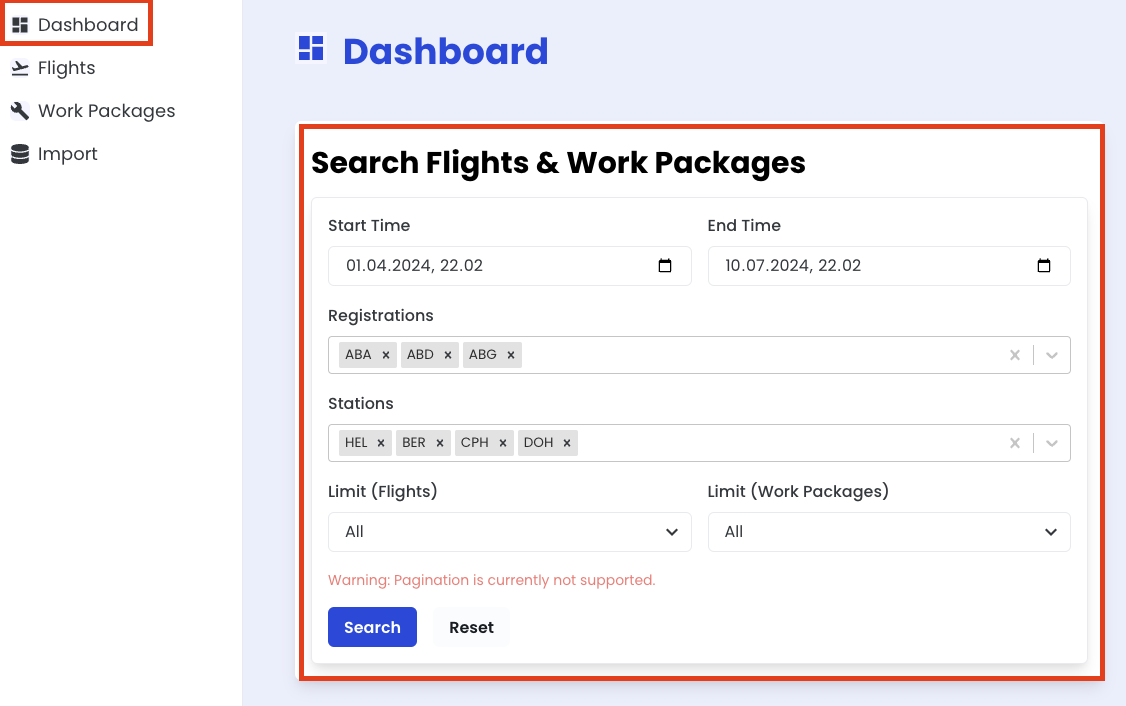 Dashboard
Flights
Work Packages
Import
Dashboard
Search Flights & Work Packages
Start Time End Time
01.04.2024, 22.02 10.07.2024, 22.02
Registrations
ABA × ABD × ABG ×
Stations
HEL × BER × CPH × DOH ×
Limit (Flights) Limit (Work Packages)
All All
Warning: Pagination is currently not supported.
Search Reset